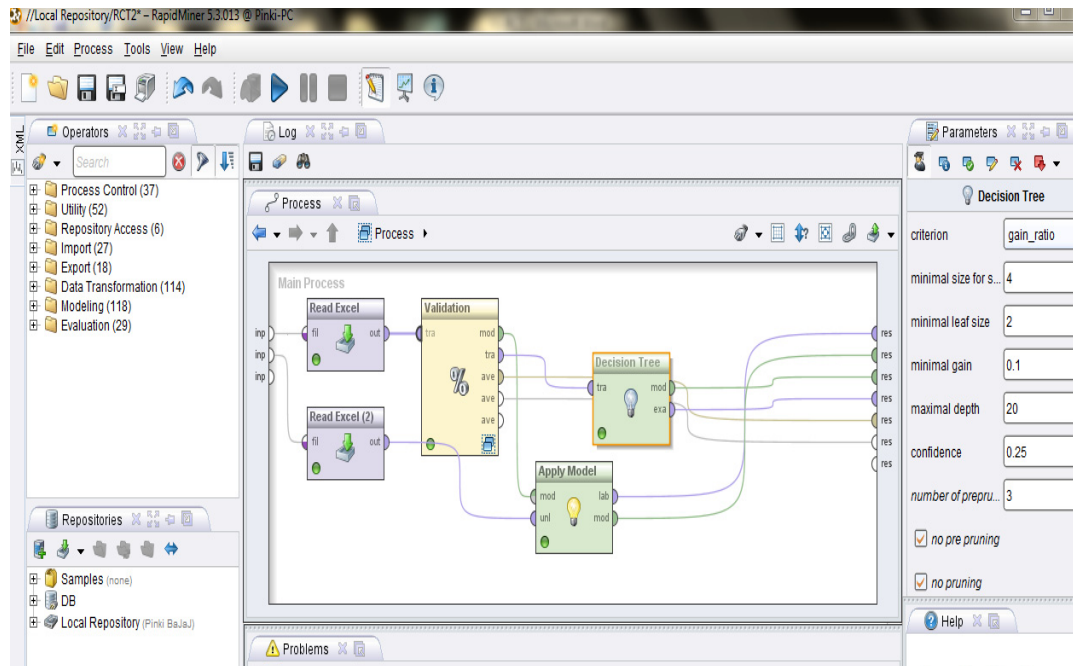 //Local Repository/RCT2* – RapidMiner 5.3.013 @ Pinki-PC
File Edit Process Tools View Help
XML
Operators
Search
Process Control (37)
Utility (52)
Repository Access (6)
Import (27)
Export (18)
Data Transformation (114)
Modeling (118)
Evaluation (29)
Repositories
Samples (none)
DB
Local Repository (Pinki BaJaJ)
Log
Process
Process
Main Process
inp
inp
inp
Read Excel
fil out
Read Excel (2)
fil out
Validation
tra mod
tra
ave
ave
ave
%
Decision Tree
tra mod
exa
Apply Model
mod lab
unl mod
res
res
res
res
res
res
res
Problems
Parameters
Decision Tree
criterion gain_ratio
minimal size for s... 4
minimal leaf size 2
minimal gain 0.1
maximal depth 20
confidence 0.25
number of prepru... 3
no pre pruning
no pruning
Help